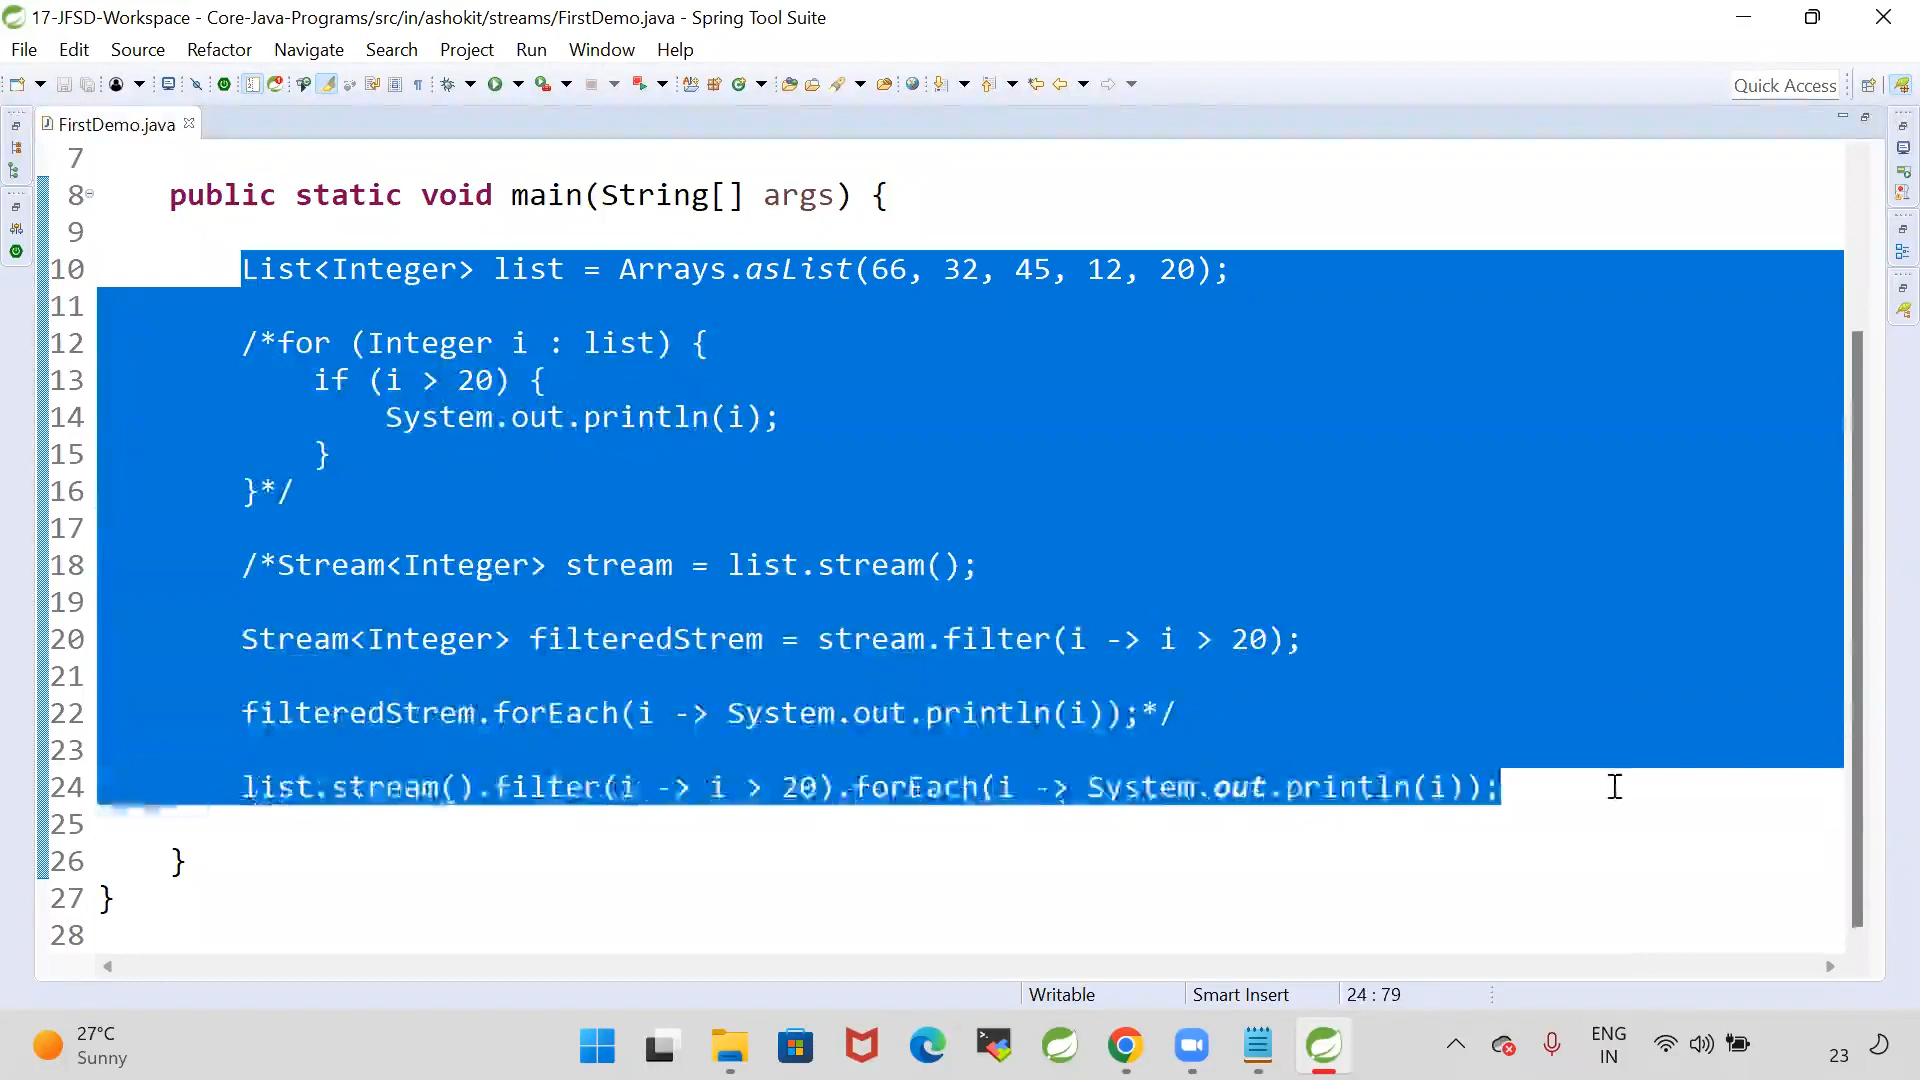 17-JFSD-Workspace - Core-Java-Programs/src/in/ashokit/streams/FirstDemo.java - Spring Tool Suite
File Edit Source Refactor Navigate Search Project Run Window Help
Quick Access
FirstDemo.java
7
8 public static void main(String[] args) {
9
10 List<Integer> list = Arrays.asList(66, 32, 45, 12, 20);
11
12 /*for (Integer i : list) {
13 if (i > 20) {
14 System.out.println(i);
15 }
16 }*/
17
18 /*Stream<Integer> stream = list.stream();
19
20 Stream<Integer> filteredStrem = stream.filter(i -> i > 20);
21
22 filteredStrem.forEach(i -> System.out.println(i));*/
23
24 list.stream().filter(i -> i > 20).forEach(i -> System.out.println(i));
25
26 }
27 }
28
Writable Smart Insert 24 : 79
27°C
Sunny
ENG
IN
23